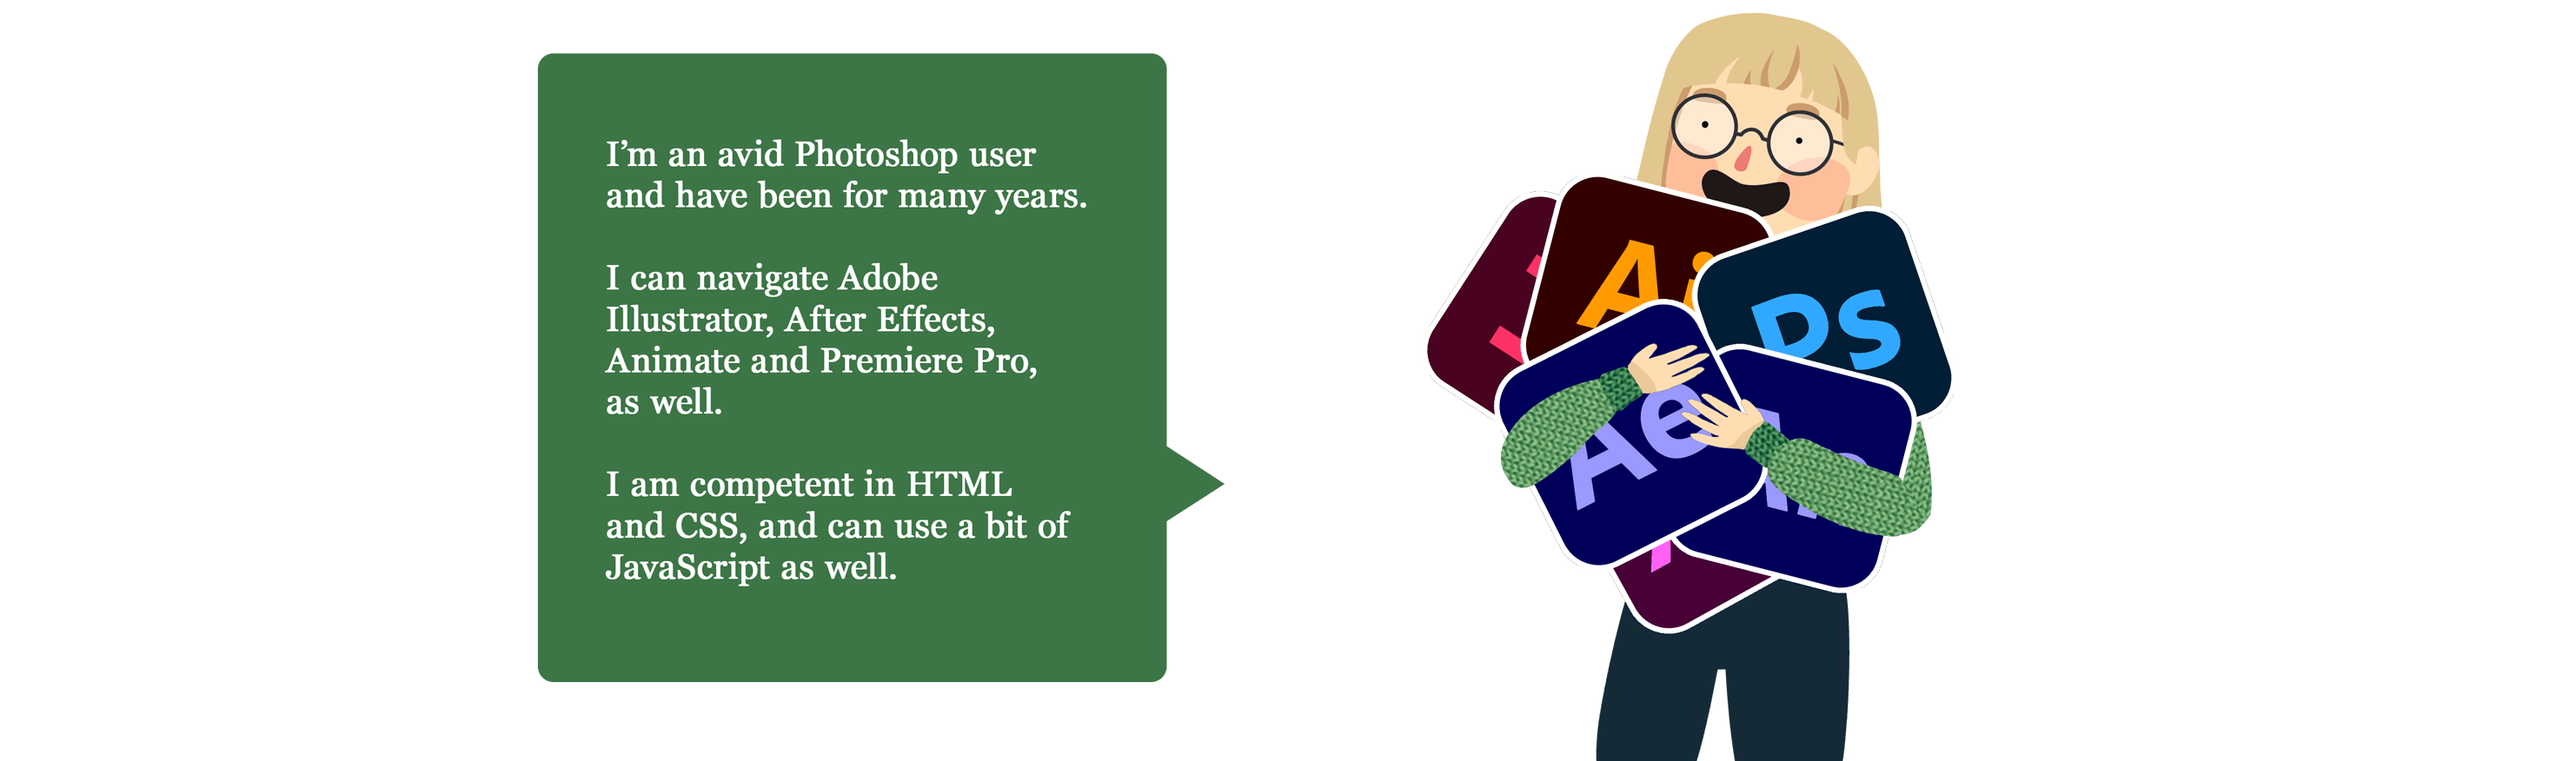 I’m an avid Photoshop user
and have been for many years.
I can navigate Adobe
Illustrator, After Effects,
Animate and Premiere Pro,
as well.
I am competent in HTML
and CSS, and can use a bit of
JavaScript as well.
Ai
Ps
Ae